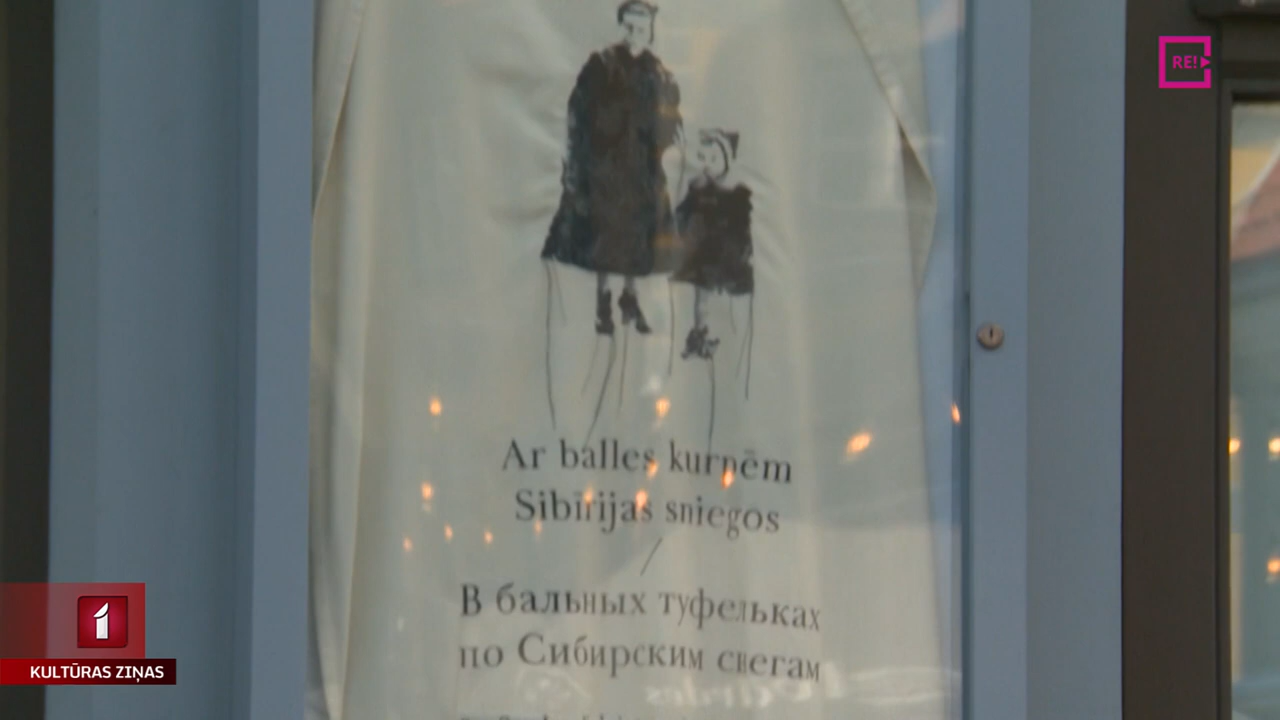 RE!
Ar balles kurpēm
Sibīrijas sniegos
/
В бальных туфельках
по Сибирским снегам
1
KULTŪRAS ZIŅAS